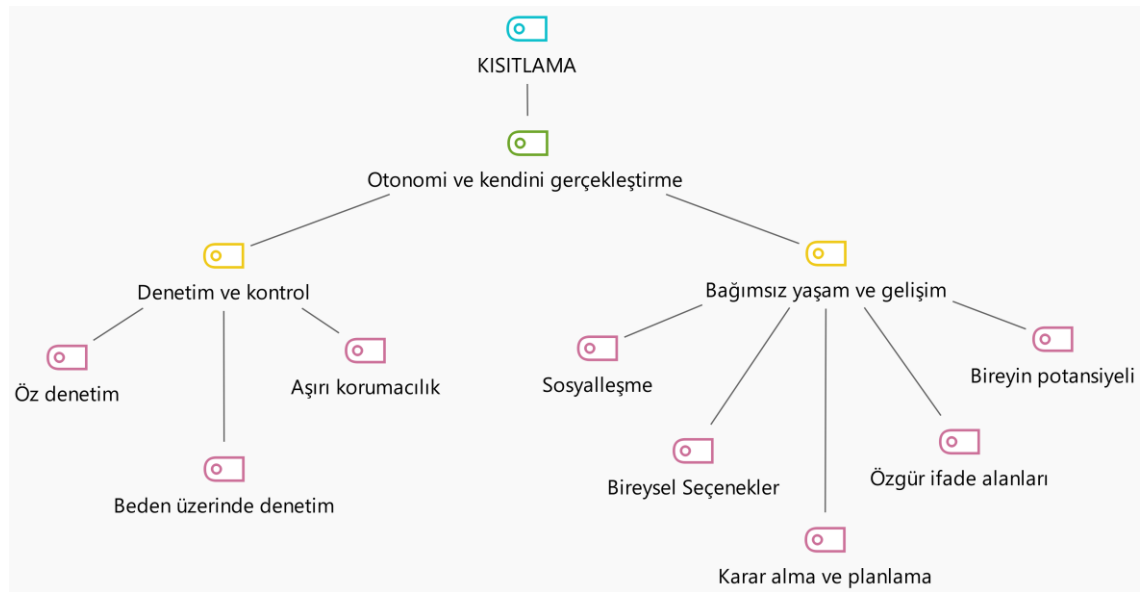 KISITLAMA
Otonomi ve kendini gerçekleştirme
Denetim ve kontrol
Bağımsız yaşam ve gelişim
Öz denetim
Aşırı korumacılık
Sosyalleşme
Bireyin potansiyeli
Beden üzerinde denetim
Bireysel Seçenekler
Özgür ifade alanları
Karar alma ve planlama